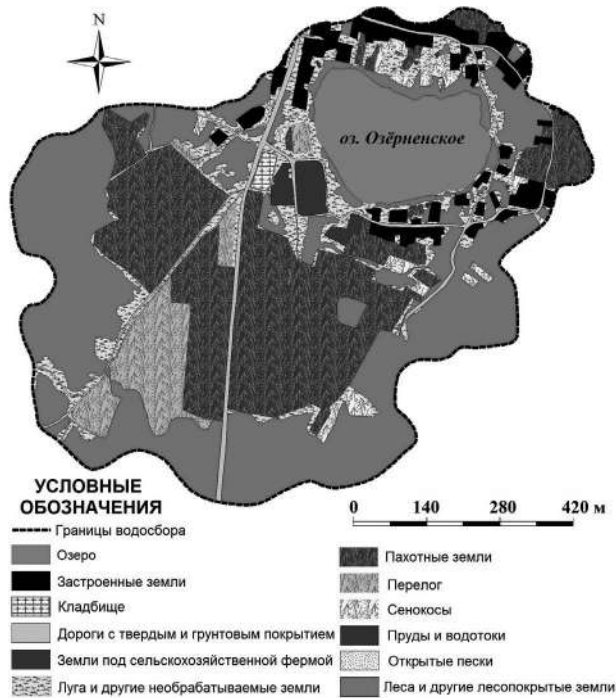 N
оз. Озёрненское
УСЛОВНЫЕ
ОБОЗНАЧЕНИЯ
0 140 280 420 м
Границы водосбора
Озеро
Застроенные земли
Кладбище
Дороги с твердым и грунтовым покрытием
Земли под сельскохозяйственной фермой
Луга и другие необрабатываемые земли
Пахотные земли
Перелог
Сенокосы
Пруды и водотоки
Открытые пески
Леса и другие лесопокрытые земли